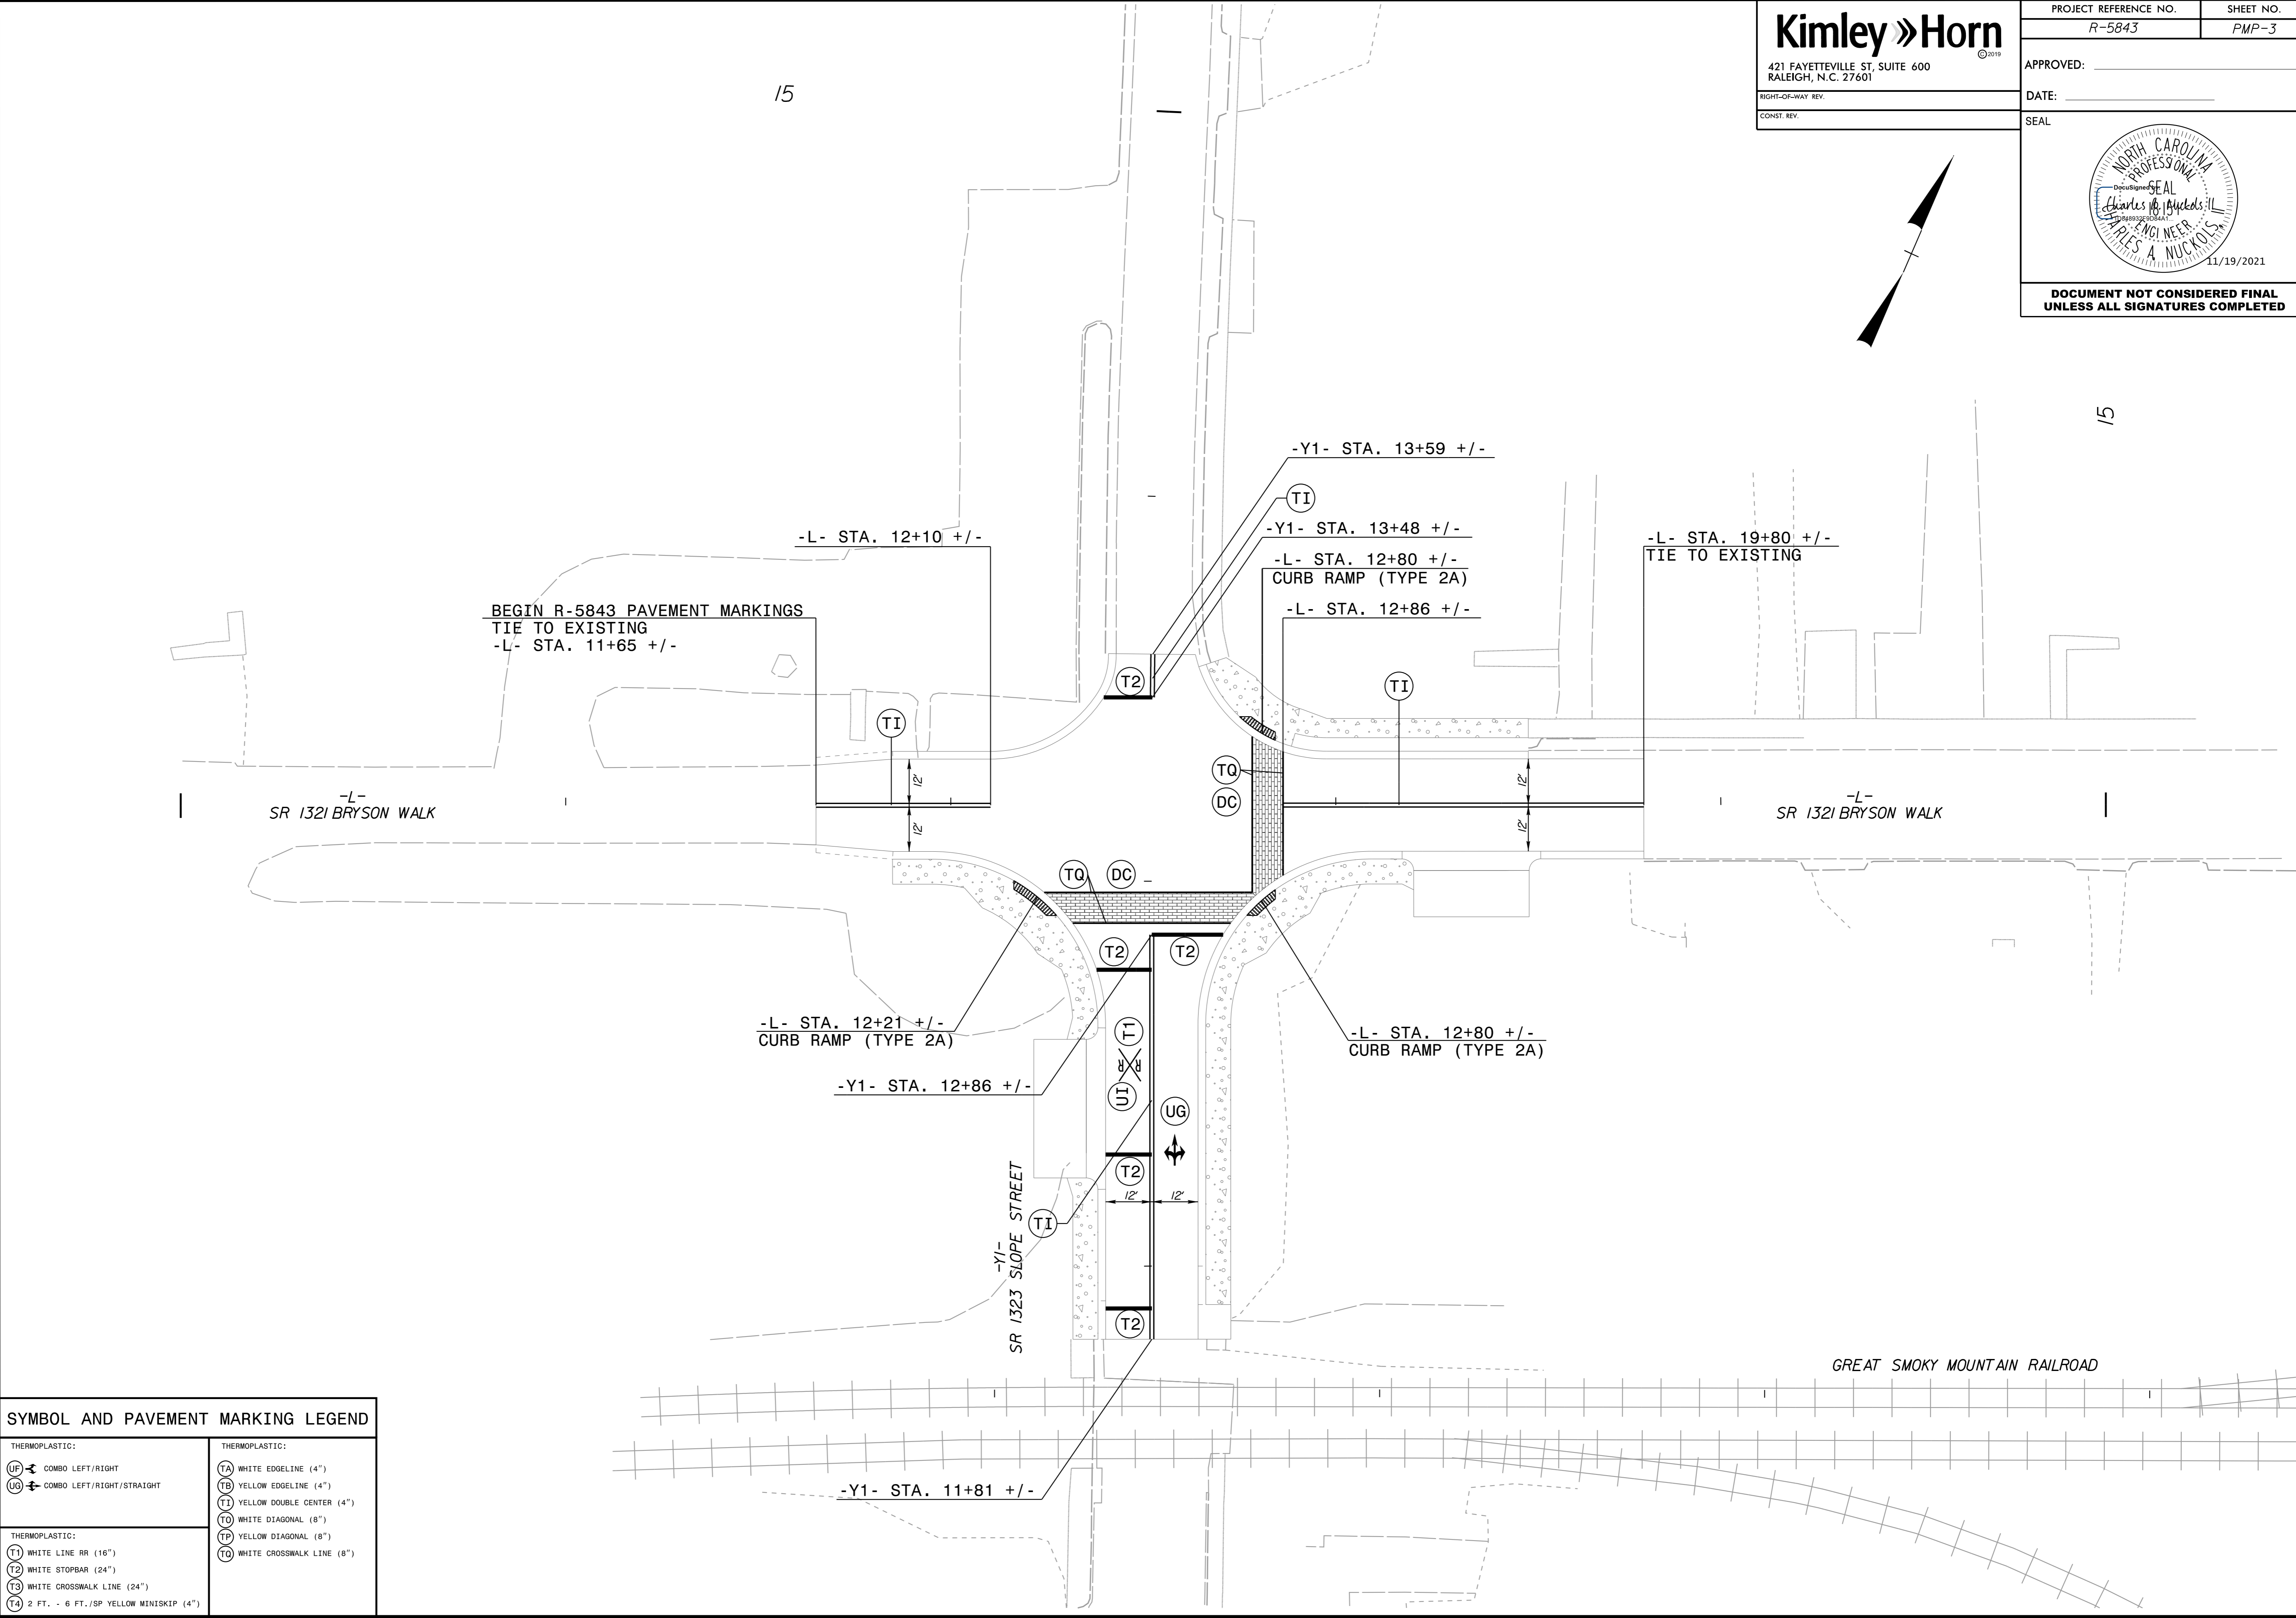 Kimley»Horn
© 2019
421 FAYETTEVILLE ST, SUITE 600
RALEIGH, N.C. 27601
RIGHT-OF-WAY REV.
CONST. REV.
PROJECT REFERENCE NO.
SHEET NO.
R-5843
PMP-3
APPROVED:
DATE:
SEAL
NORTH CAROLINA
PROFESSIONAL
DocuSigned by:
SEAL
ENGINEER
CHARLES A. NUCKOLS, II
11/19/2021
DOCUMENT NOT CONSIDERED FINAL
UNLESS ALL SIGNATURES COMPLETED
15
15
-Y1- STA. 13+59 +/-
TI
-Y1- STA. 13+48 +/-
-L- STA. 12+10 +/-
-L- STA. 12+80 +/-
CURB RAMP (TYPE 2A)
-L- STA. 19+80 +/-
TIE TO EXISTING
BEGIN R-5843 PAVEMENT MARKINGS
TIE TO EXISTING
-L- STA. 11+65 +/-
-L- STA. 12+86 +/-
T2
TI
TI
12'
12'
TQ
DC
12'
12'
-L-
SR 1321 BRYSON WALK
-L-
SR 1321 BRYSON WALK
TQ
DC
T2
T2
-L- STA. 12+21 +/-
CURB RAMP (TYPE 2A)
T1
R R
UI
-L- STA. 12+80 +/-
CURB RAMP (TYPE 2A)
-Y1- STA. 12+86 +/-
UG
T2
12'
12'
TI
-Y1-
SR 1323 SLOPE STREET
T2
GREAT SMOKY MOUNTAIN RAILROAD
-Y1- STA. 11+81 +/-
SYMBOL AND PAVEMENT MARKING LEGEND
THERMOPLASTIC:
UF COMBO LEFT/RIGHT
UG COMBO LEFT/RIGHT/STRAIGHT
THERMOPLASTIC:
T1 WHITE LINE RR (16")
T2 WHITE STOPBAR (24")
T3 WHITE CROSSWALK LINE (24")
T4 2 FT. - 6 FT./SP YELLOW MINISKIP (4")
THERMOPLASTIC:
TA WHITE EDGELINE (4")
TB YELLOW EDGELINE (4")
TI YELLOW DOUBLE CENTER (4")
TO WHITE DIAGONAL (8")
TP YELLOW DIAGONAL (8")
TQ WHITE CROSSWALK LINE (8")